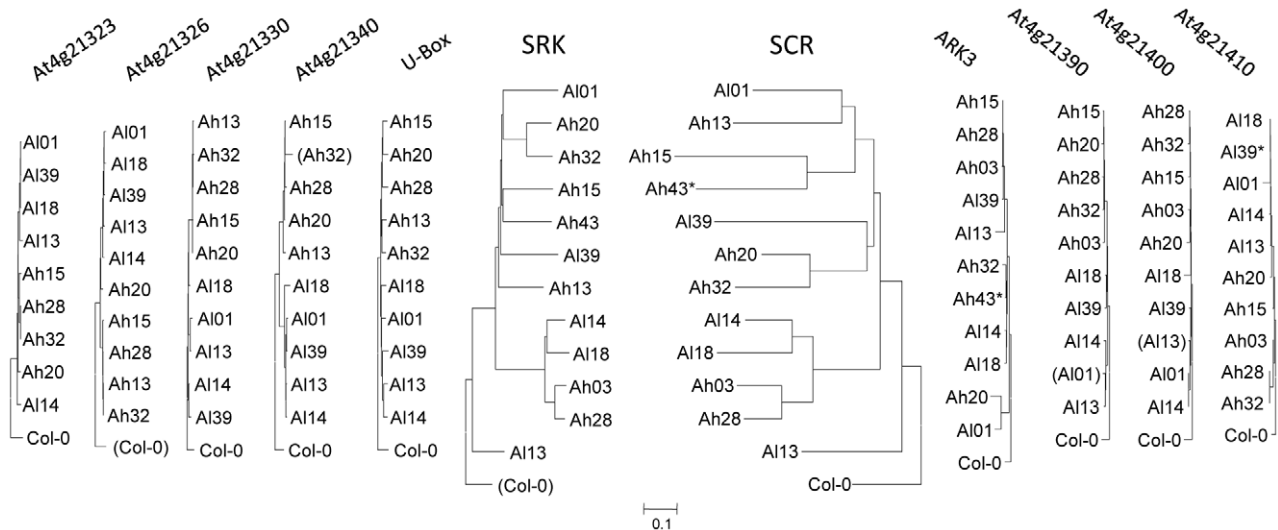 At4g21323
At4g21326
At4g21330
At4g21340
U-Box
SRK
SCR
ARK3
At4g21390
At4g21400
At4g21410
Al01
Al39
Al18
Al13
Ah15
Ah28
Ah32
Ah20
Al14
Col-0
Al01
Al18
Al39
Al13
Al14
Ah20
Ah15
Ah28
Ah13
Ah32
(Col-0)
Ah13
Ah32
Ah28
Ah15
Ah20
Al18
Al01
Al13
Al14
Al39
Col-0
Ah15
(Ah32)
Ah28
Ah20
Ah13
Al18
Al01
Al39
Al13
Al14
Col-0
Ah15
Ah20
Ah28
Ah13
Ah32
Al18
Al01
Al39
Al13
Al14
Col-0
Al01
Ah20
Ah32
Ah15
Ah43
Al39
Ah13
Al14
Al18
Ah03
Ah28
Al13
(Col-0)
Al01
Ah13
Ah15
Ah43*
Al39
Ah20
Ah32
Al14
Al18
Ah03
Ah28
Al13
Col-0
0.1
Ah15
Ah28
Ah03
Al39
Al13
Ah32
Ah43*
Al14
Al18
Ah20
Al01
Col-0
Ah15
Ah20
Ah28
Ah32
Ah03
Al18
Al39
Al14
(Al01)
Al13
Col-0
Ah28
Ah32
Ah15
Ah03
Ah20
Al18
Al39
(Al13)
Al01
Al14
Col-0
Al18
Al39*
Al01
Al14
Al13
Ah20
Ah15
Ah03
Ah28
Ah32
Col-0